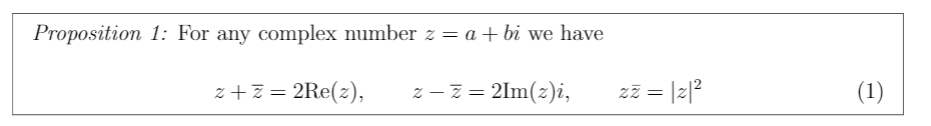 Proposition 1: For any complex number z = a + bi we have
z + z̅ = 2Re(z), z − z̅ = 2Im(z)i, zz̄ = |z|² (1)